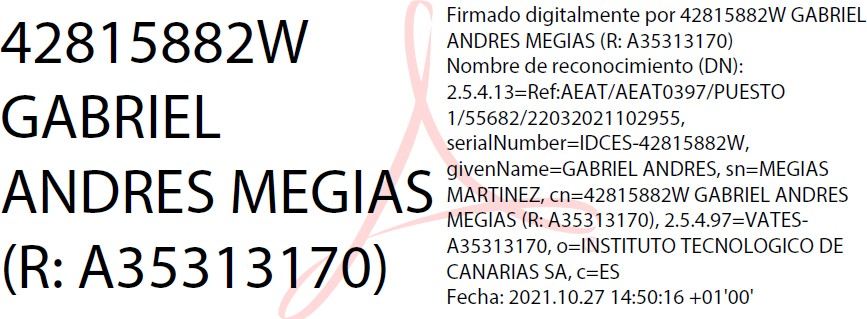 42815882W
GABRIEL
ANDRES MEGIAS
(R: A35313170)
Firmado digitalmente por 42815882W GABRIEL
ANDRES MEGIAS (R: A35313170)
Nombre de reconocimiento (DN):
2.5.4.13=Ref:AEAT/AEAT0397/PUESTO
1/55682/22032021102955,
serialNumber=IDCES-42815882W,
givenName=GABRIEL ANDRES, sn=MEGIAS
MARTINEZ, cn=42815882W GABRIEL ANDRES
MEGIAS (R: A35313170), 2.5.4.97=VATES-
A35313170, o=INSTITUTO TECNOLOGICO DE
CANARIAS SA, c=ES
Fecha: 2021.10.27 14:50:16 +01'00'